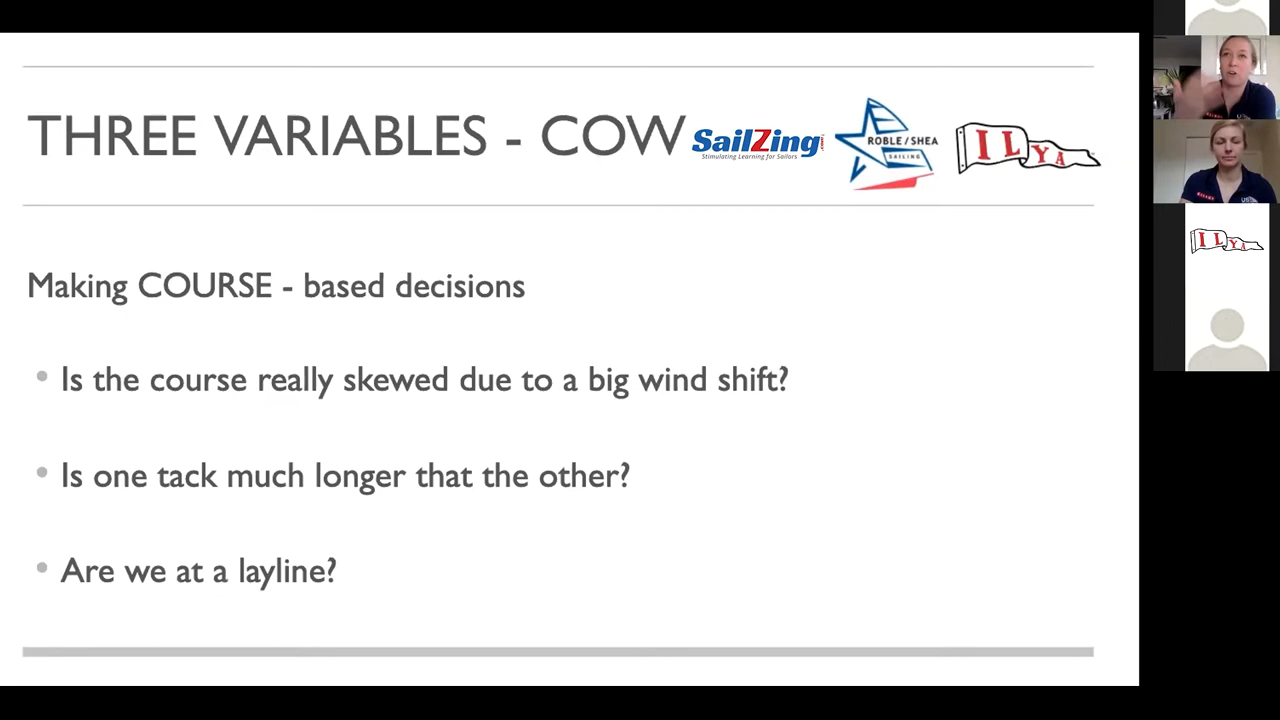 THREE VARIABLES - COW
SailZing
Stimulating Learning for Sailors
ROBLE / SHEA
SAILING
ILYA
Making COURSE - based decisions
• Is the course really skewed due to a big wind shift?
• Is one tack much longer that the other?
• Are we at a layline?
ILYA